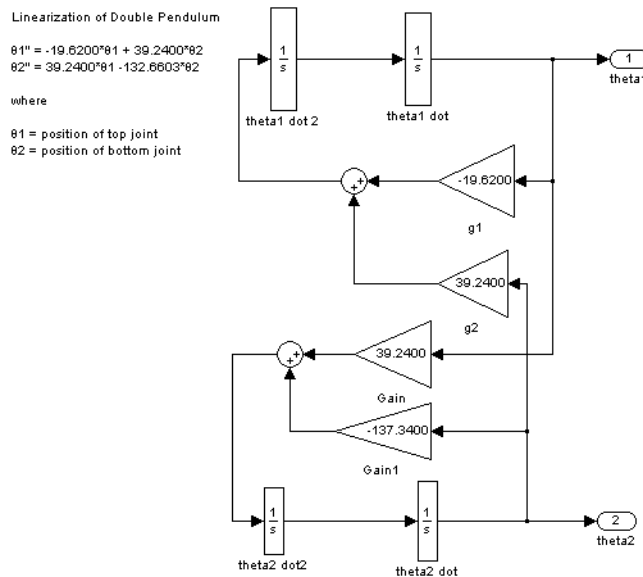 Linearization of Double Pendulum
θ1'' = -19.6200*θ1 + 39.2400*θ2
θ2'' = 39.2400*θ1 -132.6603*θ2
where
θ1 = position of top joint
θ2 = position of bottom joint
1
s
theta1 dot 2
1
s
theta1 dot
1
theta1
++
-19.6200
g1
39.2400
g2
++
39.2400
Gain
-137.3400
Gain1
1
s
theta2 dot2
1
s
theta2 dot
2
theta2